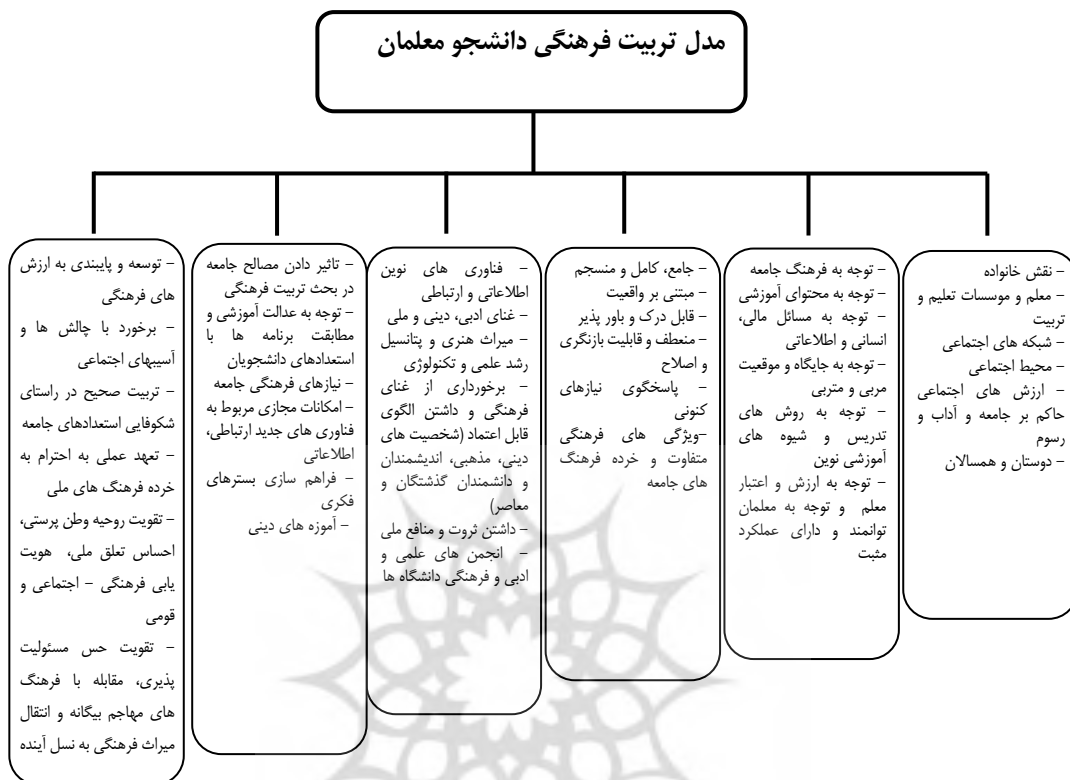 مدل تربیت فرهنگی دانشجو معلمان
- نقش خانواده
- معلم و موسسات تعلیم و
تربیت
- شبکه های اجتماعی
- محیط اجتماعی
- ارزش های اجتماعی
حاکم بر جامعه و آداب و
رسوم
- دوستان و همسالان
- توجه به فرهنگ جامعه
- توجه به محتوای آموزشی
- توجه به مسائل مالی،
انسانی و اطلاعاتی
- توجه به جایگاه و موقعیت
مربی و متربی
- توجه به روش های
تدریس و شیوه های
آموزشی نوین
- توجه به ارزش و اعتبار
معلم و توجه به معلمان
توانمند و دارای عملکرد
مثبت
- جامع، کامل و منسجم
- مبتنی بر واقعیت
- قابل درک و باور پذیر
- منعطف و قابلیت بازنگری
و اصلاح
- پاسخگوی نیازهای
کنونی
-ویژگی های فرهنگی
متفاوت و خرده فرهنگ
های جامعه
- فناوری های نوین
اطلاعاتی و ارتباطی
- غنای ادبی، دینی و ملی
- میراث هنری و پتانسیل
رشد علمی و تکنولوژی
- برخورداری از غنای
فرهنگی و داشتن الگوی
قابل اعتماد (شخصیت های
دینی، مذهبی، اندیشمندان
و دانشمندان گذشتگان و
معاصر)
- داشتن ثروت و منافع ملی
- انجمن های علمی و
ادبی و فرهنگی دانشگاه ها
- تاثیر دادن مصالح جامعه
در بحث تربیت فرهنگی
- توجه به عدالت آموزشی و
مطابقت برنامه ها با
استعدادهای دانشجویان
- نیازهای فرهنگی جامعه
- امکانات مجازی مربوط به
فناوری های جدید ارتباطی،
اطلاعاتی
- فراهم سازی بسترهای
فکری
- آموزه های دینی
- توسعه و پایبندی به ارزش
های فرهنگی
- برخورد با چالش ها و
آسیبهای اجتماعی
- تربیت صحیح در راستای
شکوفایی استعدادهای جامعه
- تعهد عملی به احترام به
خرده فرهنگ های ملی
- تقویت روحیه وطن پرستی،
احساس تعلق ملی، هویت
یابی فرهنگی - اجتماعی و
قومی
- تقویت حس مسئولیت
پذیری، مقابله با فرهنگ
های مهاجم بیگانه و انتقال
میراث فرهنگی به نسل آینده